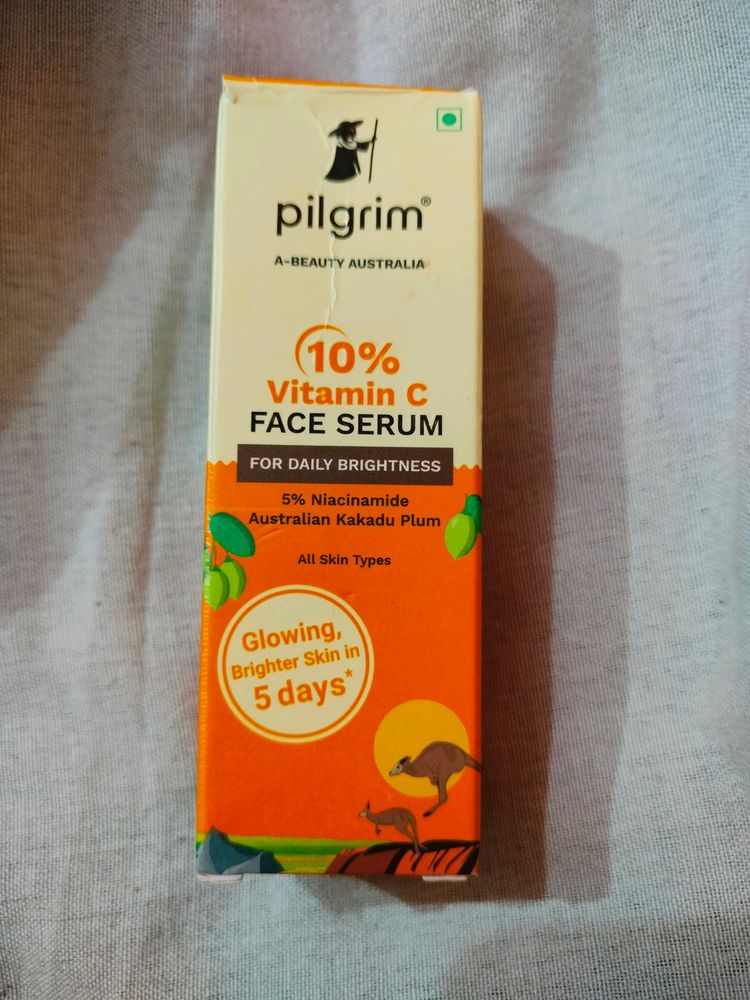 pilgrim®
A-BEAUTY AUSTRALIA
10%
Vitamin C
FACE SERUM
FOR DAILY BRIGHTNESS
5% Niacinamide
Australian Kakadu Plum
All Skin Types
Glowing,
Brighter Skin in
5 days*